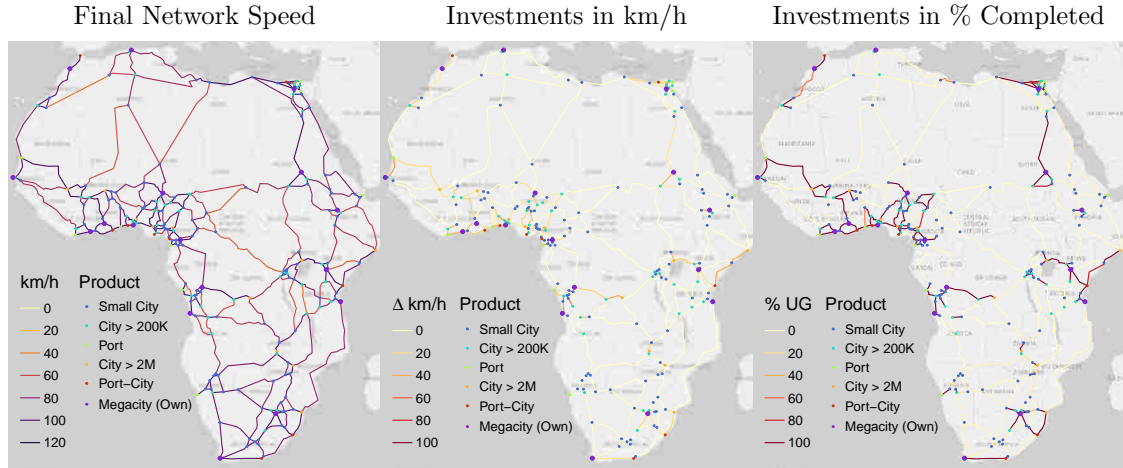 Final Network Speed
Investments in km/h
Investments in % Completed
km/h Product
0
20
40
60
80
100
120
Small City
City > 200K
Port
City > 2M
Port−City
Megacity (Own)
Δ km/h Product
0
20
40
60
80
100
Small City
City > 200K
Port
City > 2M
Port−City
Megacity (Own)
% UG Product
0
20
40
60
80
100
Small City
City > 200K
Port
City > 2M
Port−City
Megacity (Own)